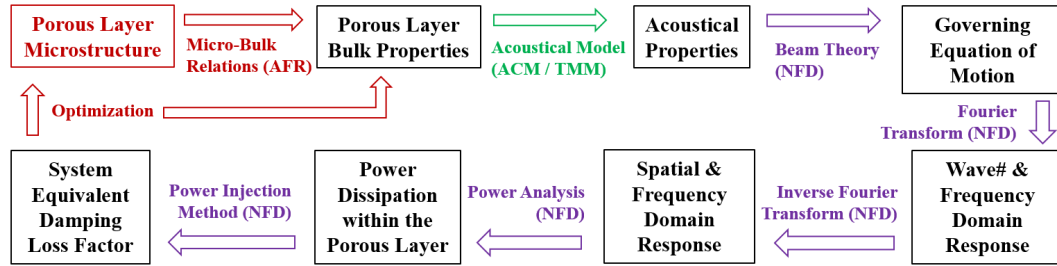 Porous Layer
Microstructure
Micro-Bulk
Relations (AFR)
Porous Layer
Bulk Properties
Acoustical Model
(ACM / TMM)
Acoustical
Properties
Beam Theory
(NFD)
Governing
Equation of
Motion
Optimization
Fourier
Transform (NFD)
System
Equivalent
Damping
Loss Factor
Power Injection
Method (NFD)
Power
Dissipation
within the
Porous Layer
Power Analysis
(NFD)
Spatial &
Frequency
Domain
Response
Inverse Fourier
Transform (NFD)
Wave# &
Frequency
Domain
Response